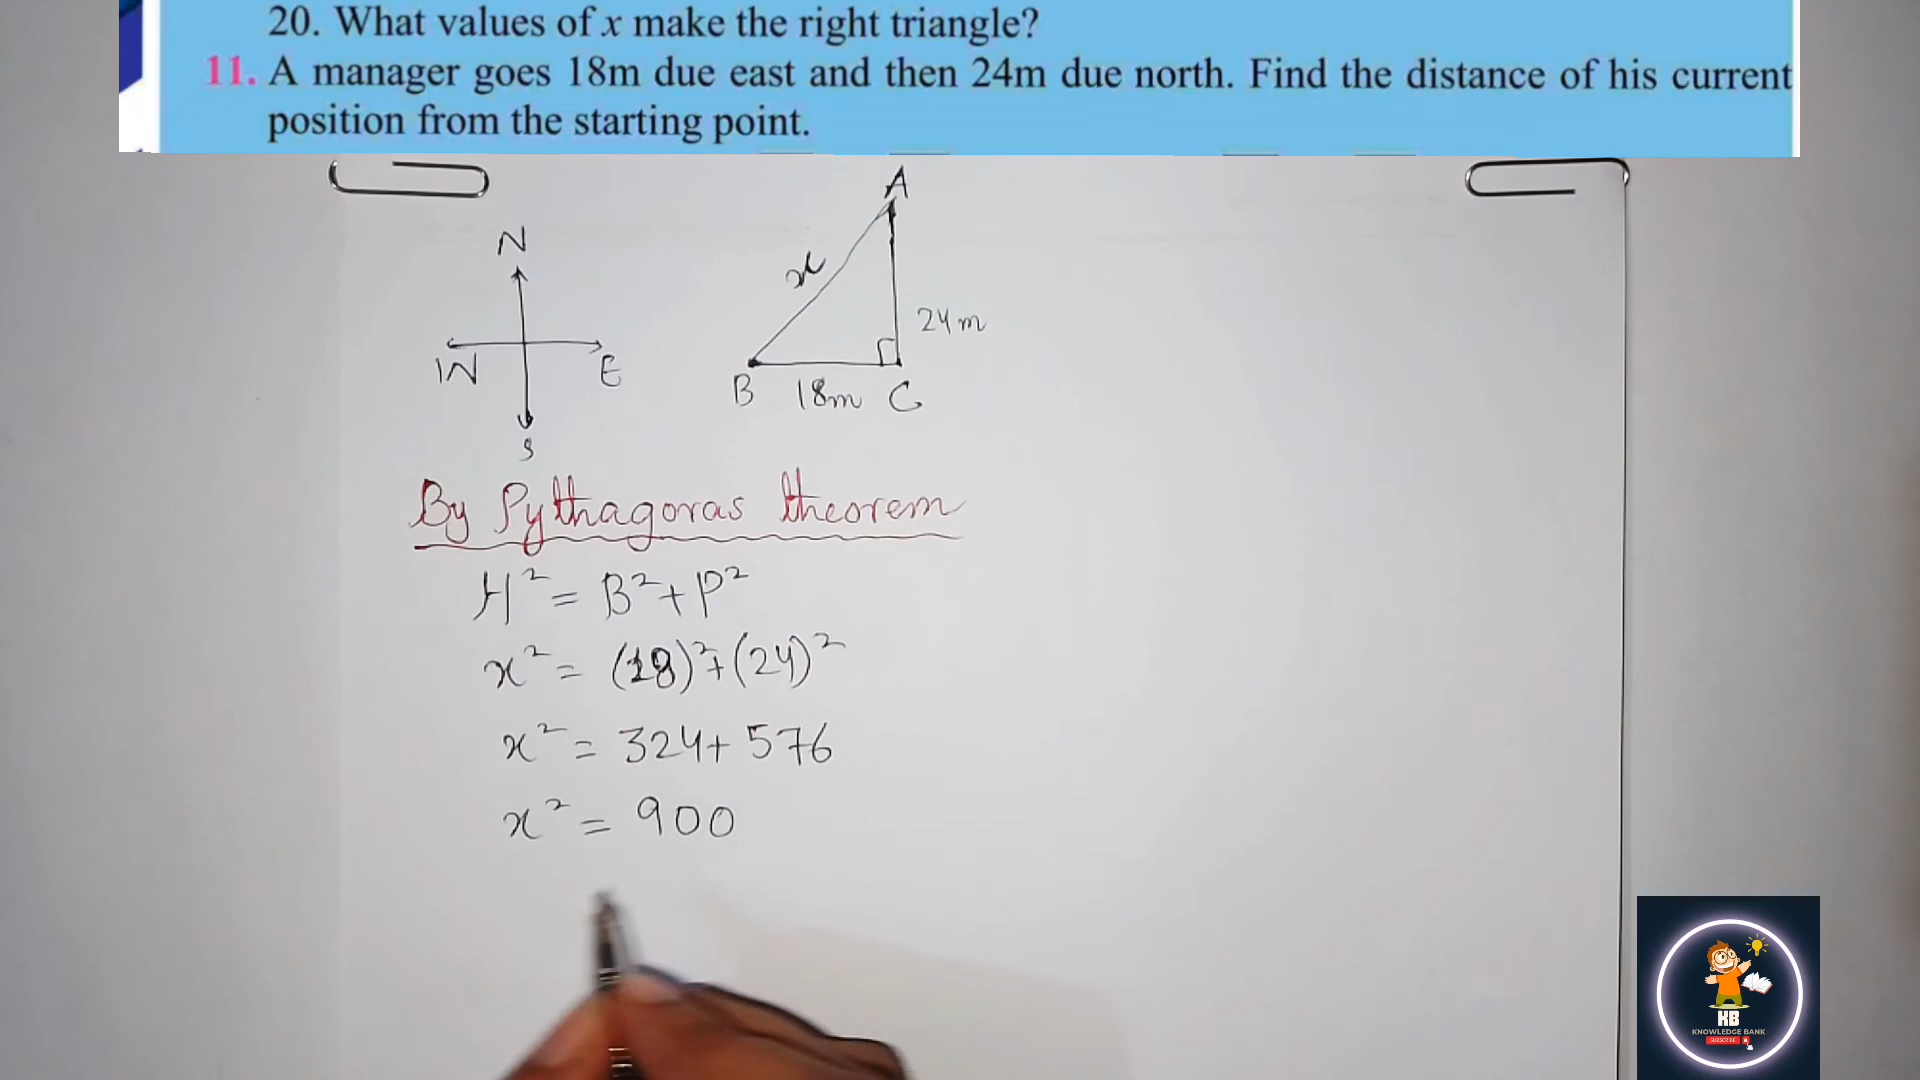 20. What values of x make the right triangle?
11. A manager goes 18m due east and then 24m due north. Find the distance of his current
position from the starting point.
A
N
x
24m
W
E
B 18m C
S
By Pythagoras theorem
H² = B² + P²
x² = (18)² + (24)²
x² = 324 + 576
x² = 900
KB
KNOWLEDGE BANK
SUBSCRIBE